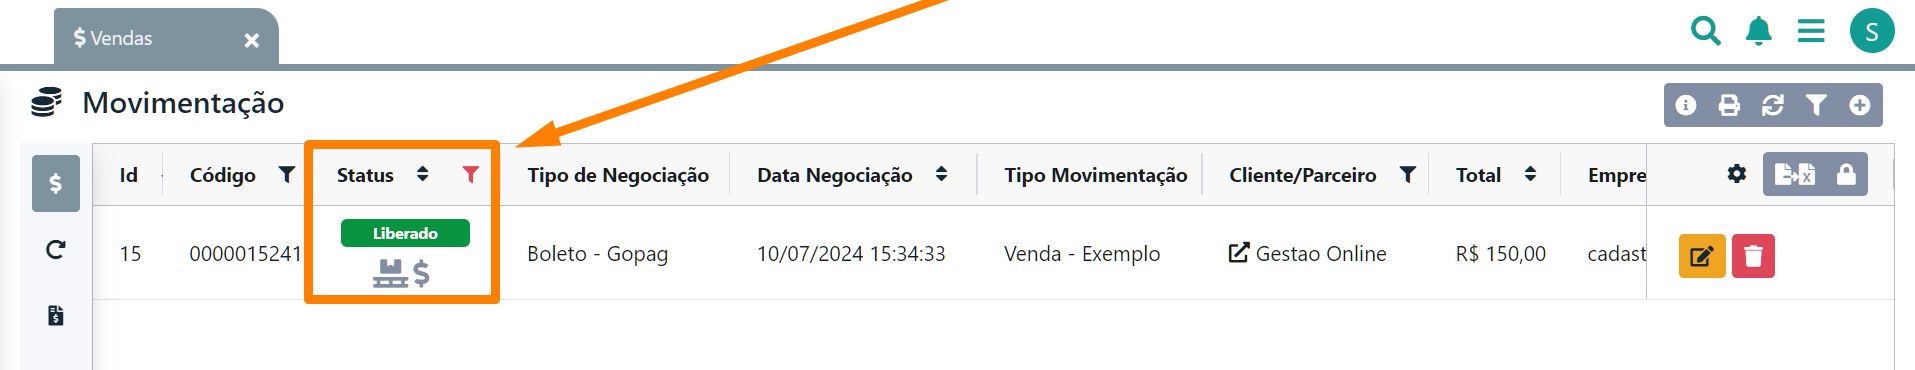 $ Vendas
S
Movimentação
Id Código Status Tipo de Negociação Data Negociação Tipo Movimentação Cliente/Parceiro Total Empre
Liberado
15 0000015241 Boleto - Gopag 10/07/2024 15:34:33 Venda - Exemplo Gestao Online R$ 150,00 cadast